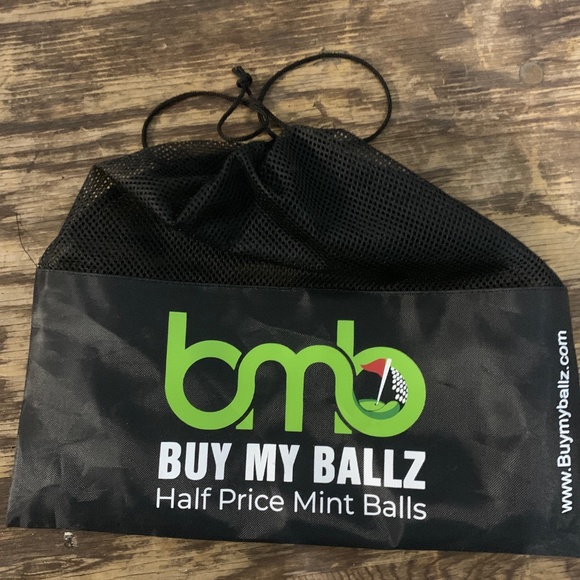 bmb
BUY MY BALLZ
Half Price Mint Balls
www.Buymyballz.com